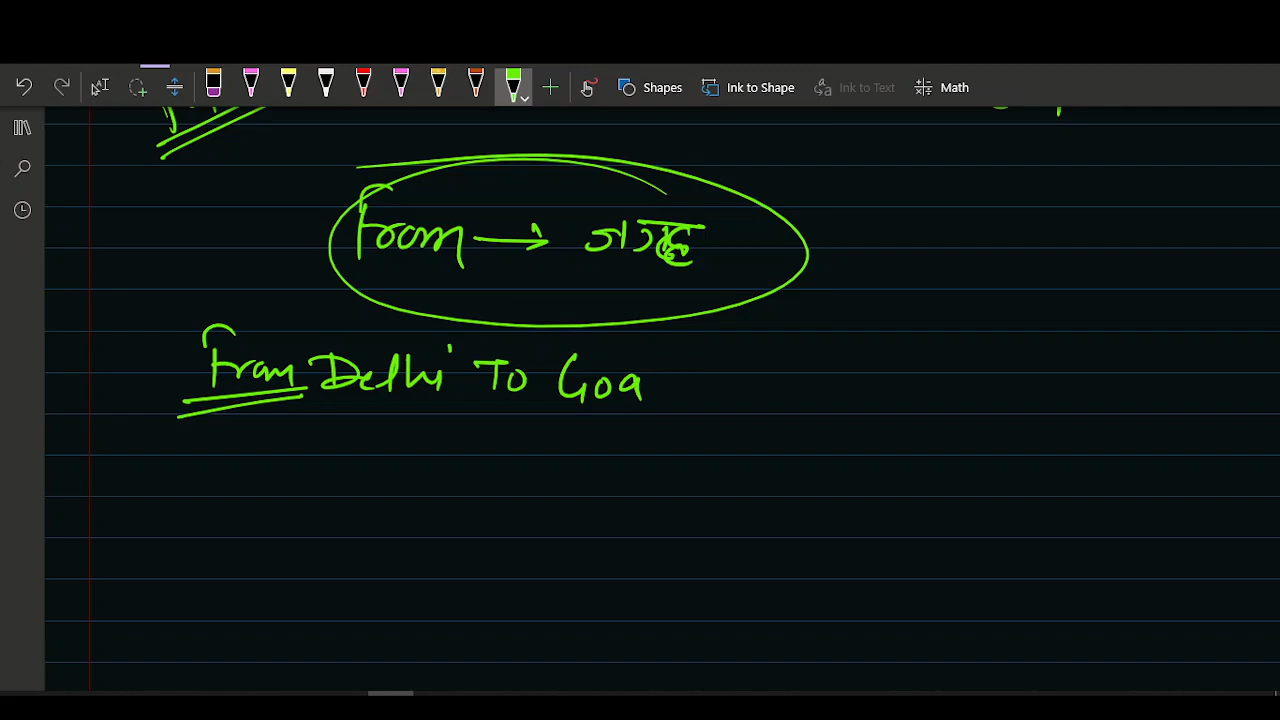 Shapes Ink to Shape Ink to Text Math
From →
From Delhi To Goa